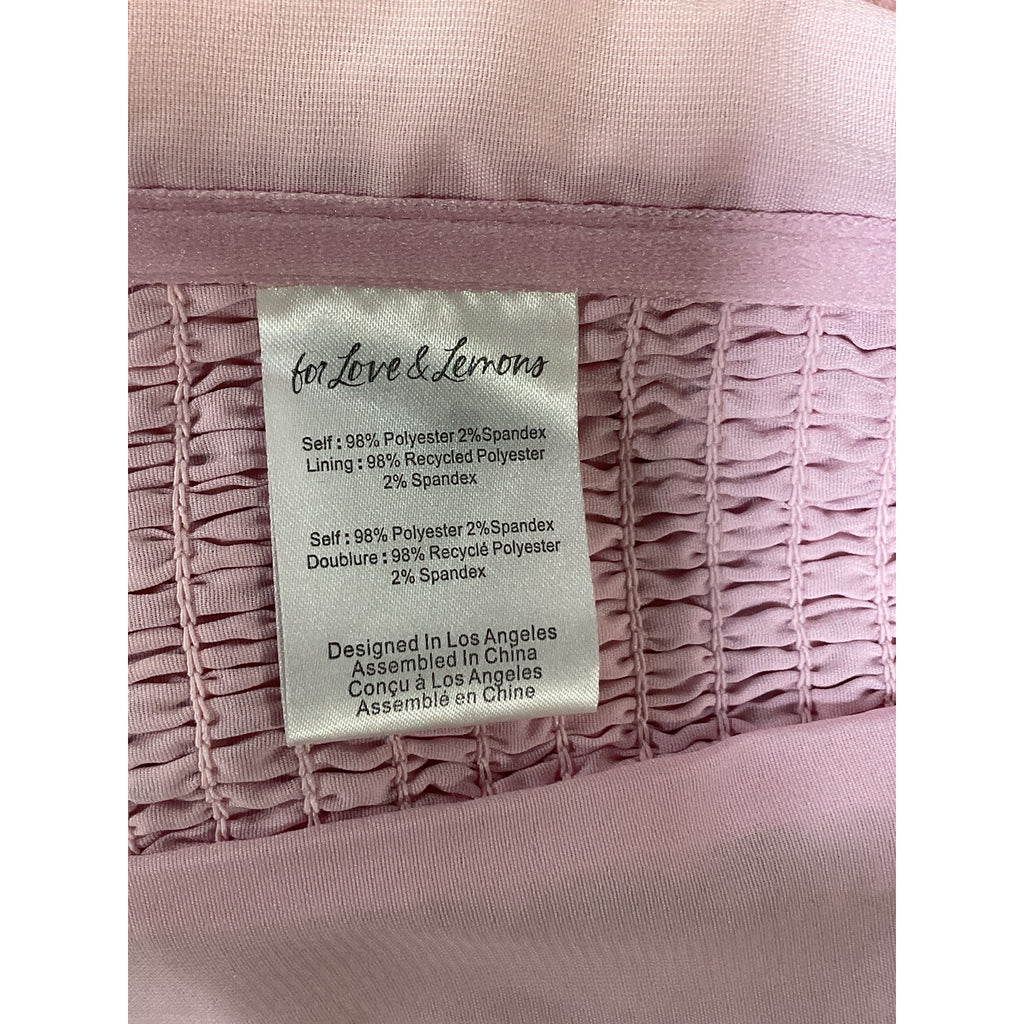 for Love & Lemons
Self : 98% Polyester 2%Spandex
Lining : 98% Recycled Polyester
2% Spandex
Self : 98% Polyester 2%Spandex
Doublure : 98% Recyclé Polyester
2% Spandex
Designed In Los Angeles
Assembled In China
Conçu à Los Angeles
Assemblé en Chine